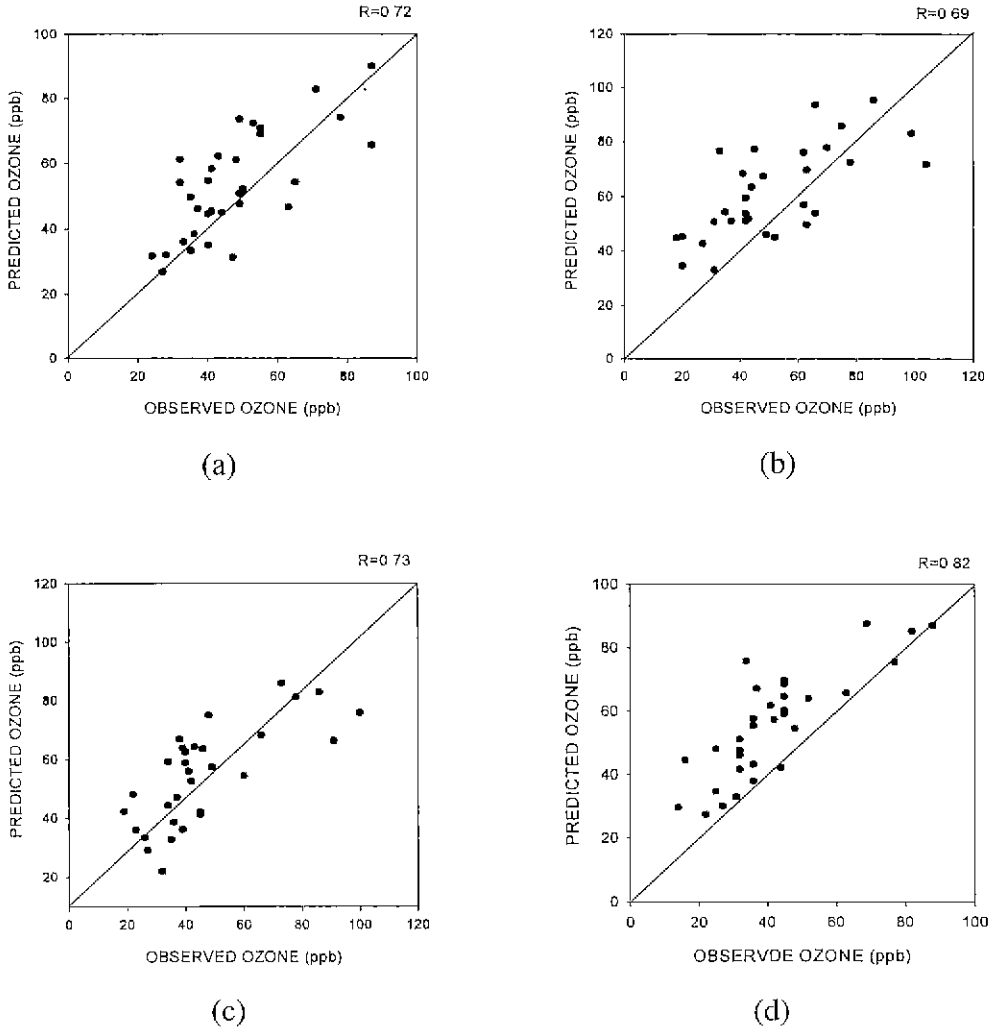 R=0 72
100
80
60
40
20
0
PREDICTED OZONE (ppb)
0 20 40 60 80 100
OBSERVED OZONE (ppb)
(a)
R=0 69
120
100
80
60
40
20
0
PREDICTED OZONE (ppb)
0 20 40 60 80 100 120
OBSERVED OZONE (ppb)
(b)
R=0 73
120
100
80
60
40
20
PREDICTED OZONE (ppb)
0 20 40 60 80 100 120
OBSERVED OZONE (ppb)
(c)
R=0 82
100
80
60
40
20
0
PREDICTED OZONE (ppb)
0 20 40 60 80 100
OBSERVDE OZONE (ppb)
(d)